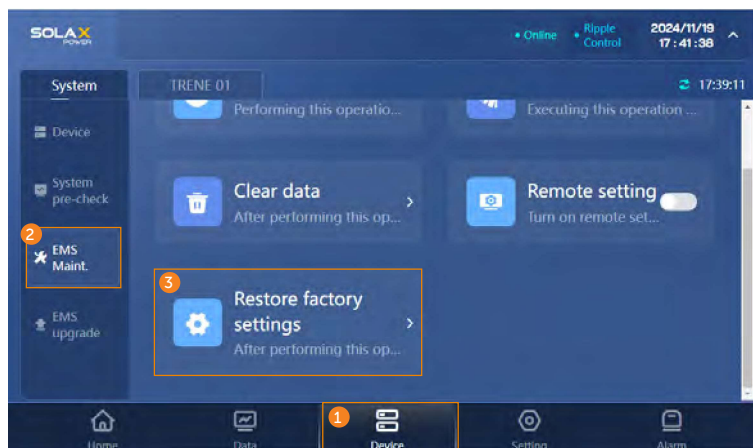 SOLAX
POWER
Online
Ripple
Control
2024/11/19
17:41:38
System
TRENE 01
17:39:11
Performing this operatio...
Executing this operation ...
Device
System
pre-check
Clear data
After performing this op...
Remote setting
Turn on remote set...
2
EMS
Maint.
3
Restore factory
settings
After performing this op...
EMS
upgrade
1
Home
Data
Device
Setting
Alarm